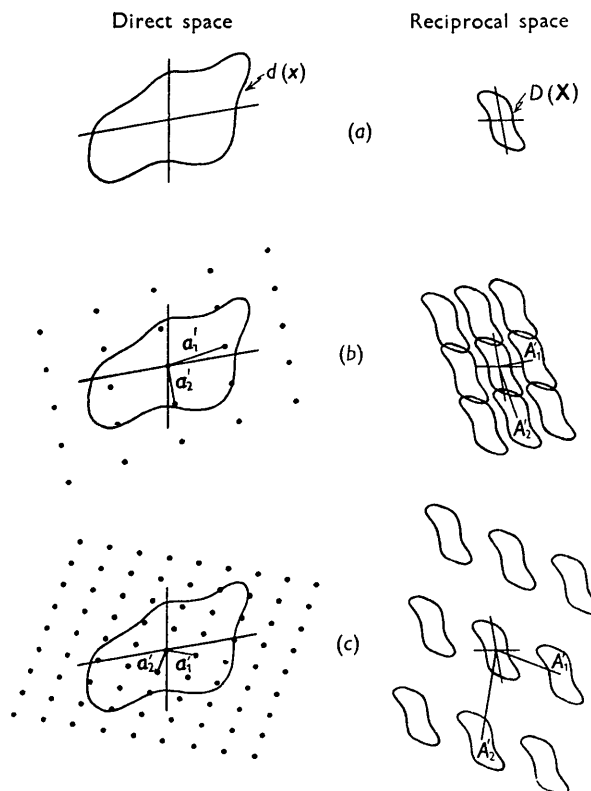 Direct space
Reciprocal space
d(x)
(a)
D(X)
a'₁
a'₂
(b)
A'₁
A'₂
a'₂
a'₁
(c)
A'₁
A'₂